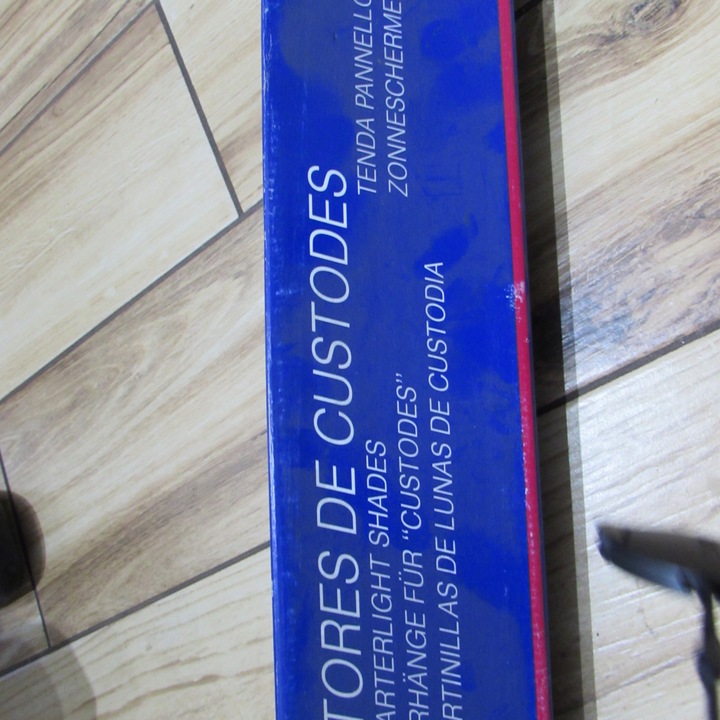 TORES DE CUSTODES
ARTERLIGHT SHADES
RHÄNGE FÜR “CUSTODES”
RTINILLAS DE LUNAS DE CUSTODIA
TENDA PANNELLO
ZONNESCHERME